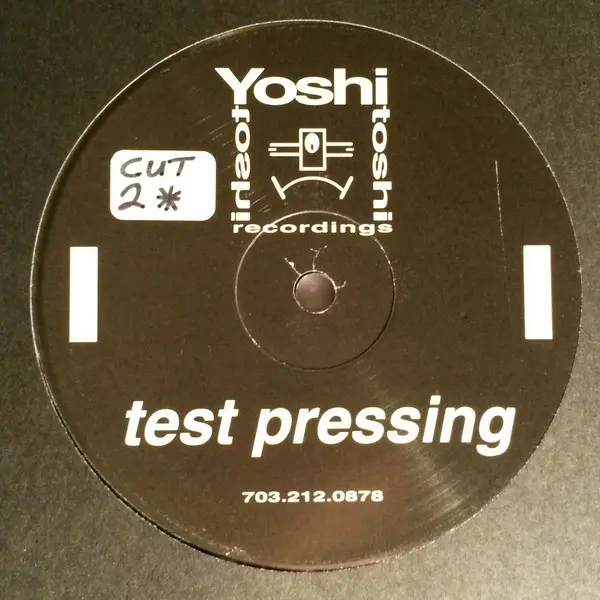 Yoshi
toshi
toshi
recordings
CUT
2*
test pressing
703.212.0878